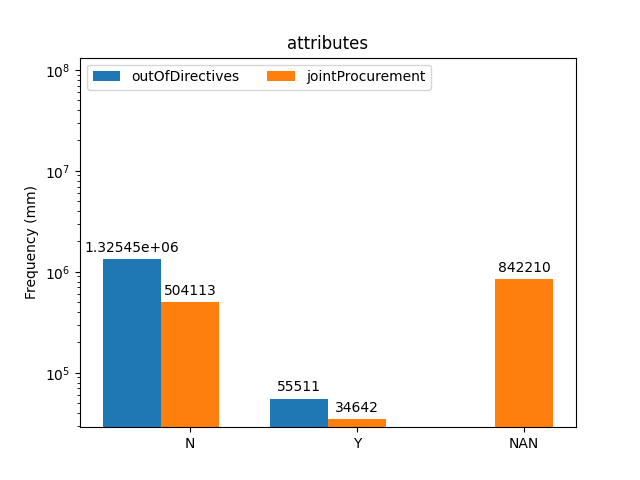 attributes
outOfDirectives jointProcurement
10^8
10^7
10^6
10^5
Frequency (mm)
1.32545e+06
504113
55511
34642
842210
N Y NAN